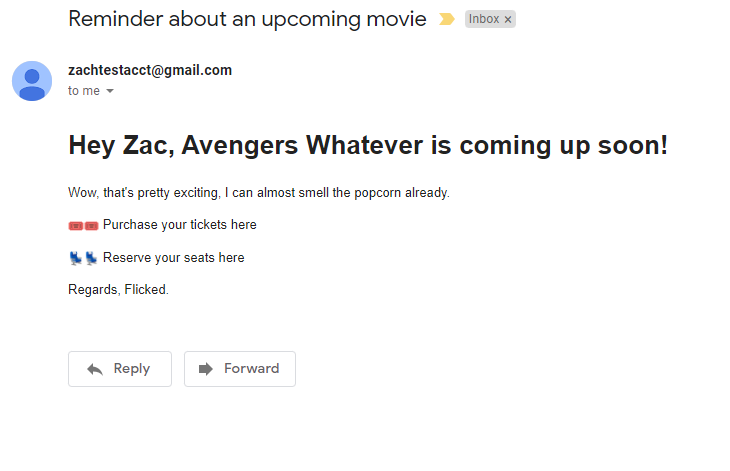 Reminder about an upcoming movie Inbox x
zachtestacct@gmail.com
to me
Hey Zac, Avengers Whatever is coming up soon!
Wow, that's pretty exciting, I can almost smell the popcorn already.
🎟️🎟️ Purchase your tickets here
💺💺 Reserve your seats here
Regards, Flicked.
Reply Forward